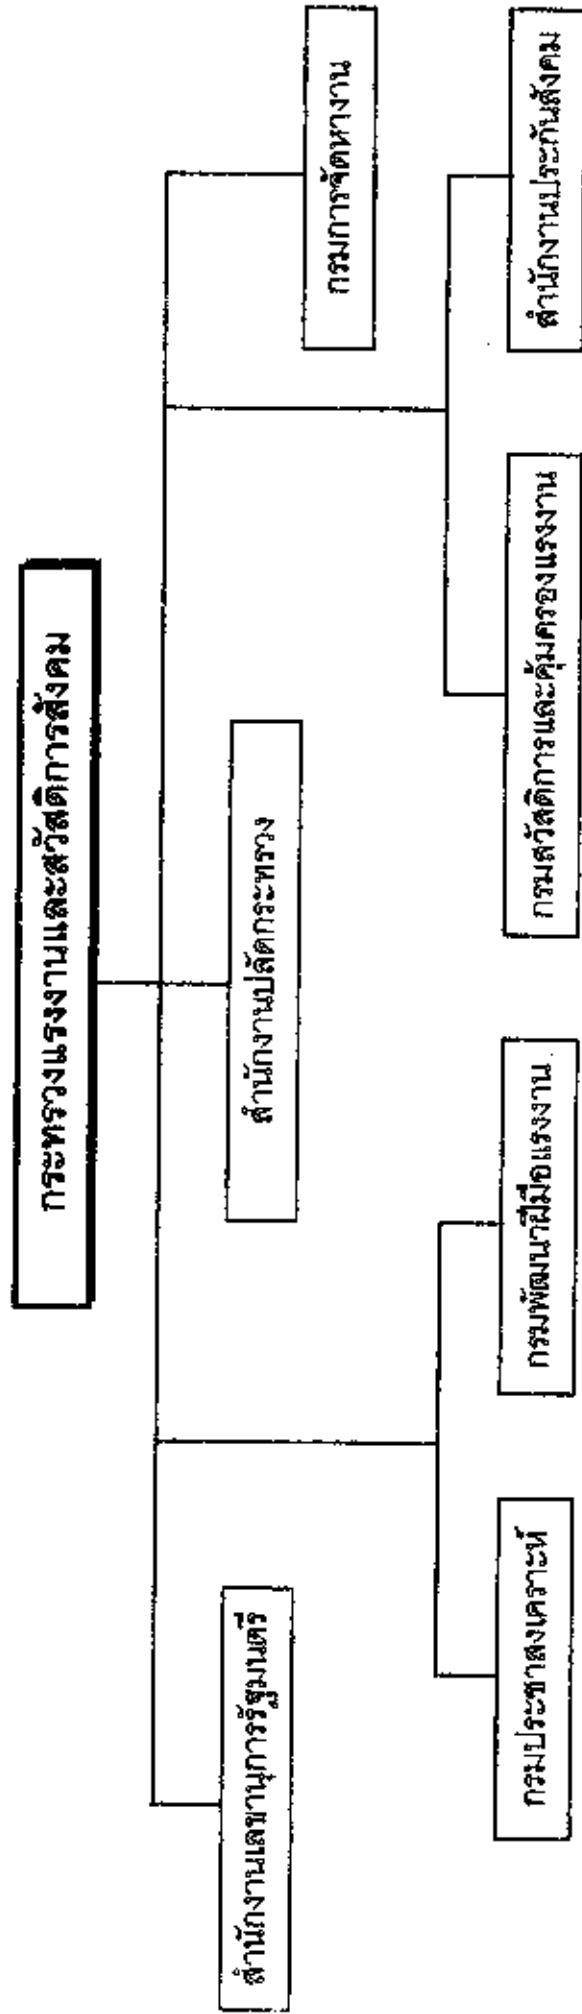 กระทรวงแรงงานและสวัสดิการสังคม
สำนักงานเลขานุการรัฐมนตรี
สำนักงานปลัดกระทรวง
กรมการจัดหางาน
กรมประชาสงเคราะห์
กรมพัฒนาฝีมือแรงงาน
กรมสวัสดิการและคุ้มครองแรงงาน
สำนักงานประกันสังคม